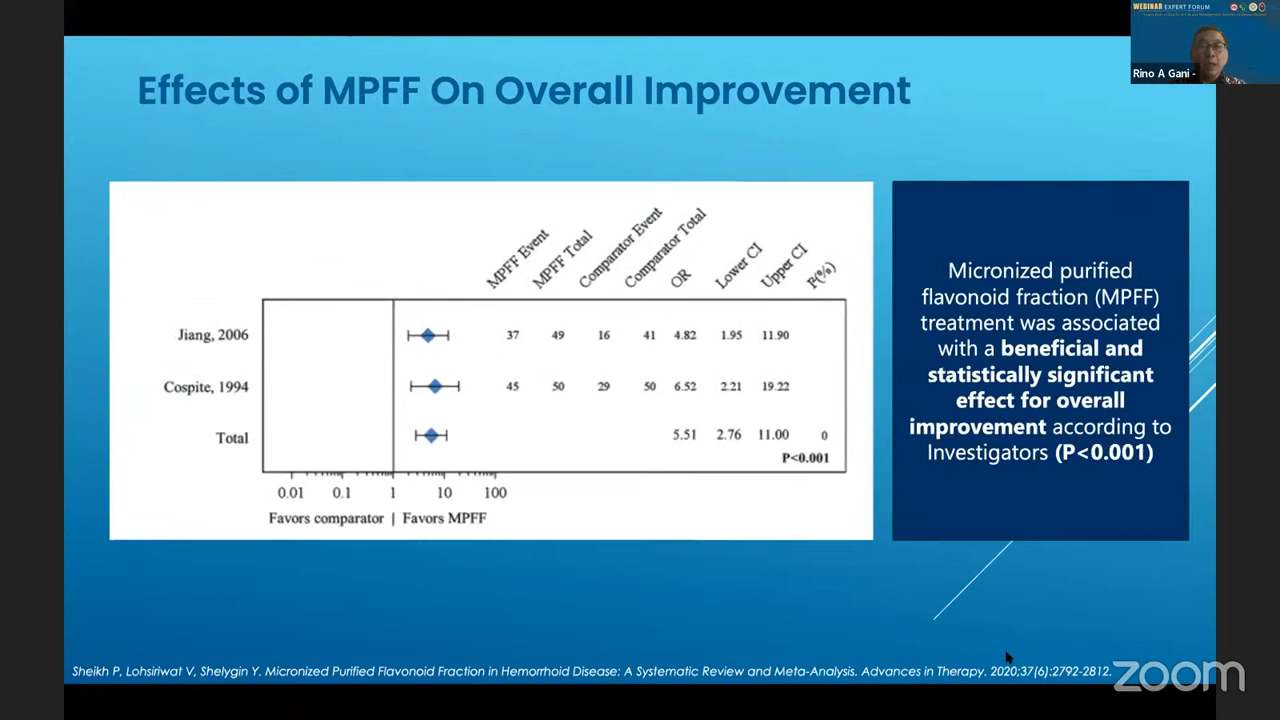 WEBINAR EXPERT FORUM
Rino A Gani -
Effects of MPFF On Overall Improvement
MPFF Event
MPFF Total
Comparator Event
Comparator Total
OR
Lower CI
Upper CI
I²(%)
Jiang, 2006 37 49 16 41 4.82 1.95 11.90
Cospite, 1994 45 50 29 50 6.52 2.21 19.22
Total 5.51 2.76 11.00 0
P<0.001
0.01 0.1 1 10 100
Favors comparator | Favors MPFF
Micronized purified
flavonoid fraction (MPFF)
treatment was associated
with a beneficial and
statistically significant
effect for overall
improvement according to
Investigators (P<0.001)
Sheikh P, Lohsiriwat V, Shelygin Y. Micronized Purified Flavonoid Fraction in Hemorrhoid Disease: A Systematic Review and Meta-Analysis. Advances in Therapy. 2020;37(6):2792-2812.
zoom